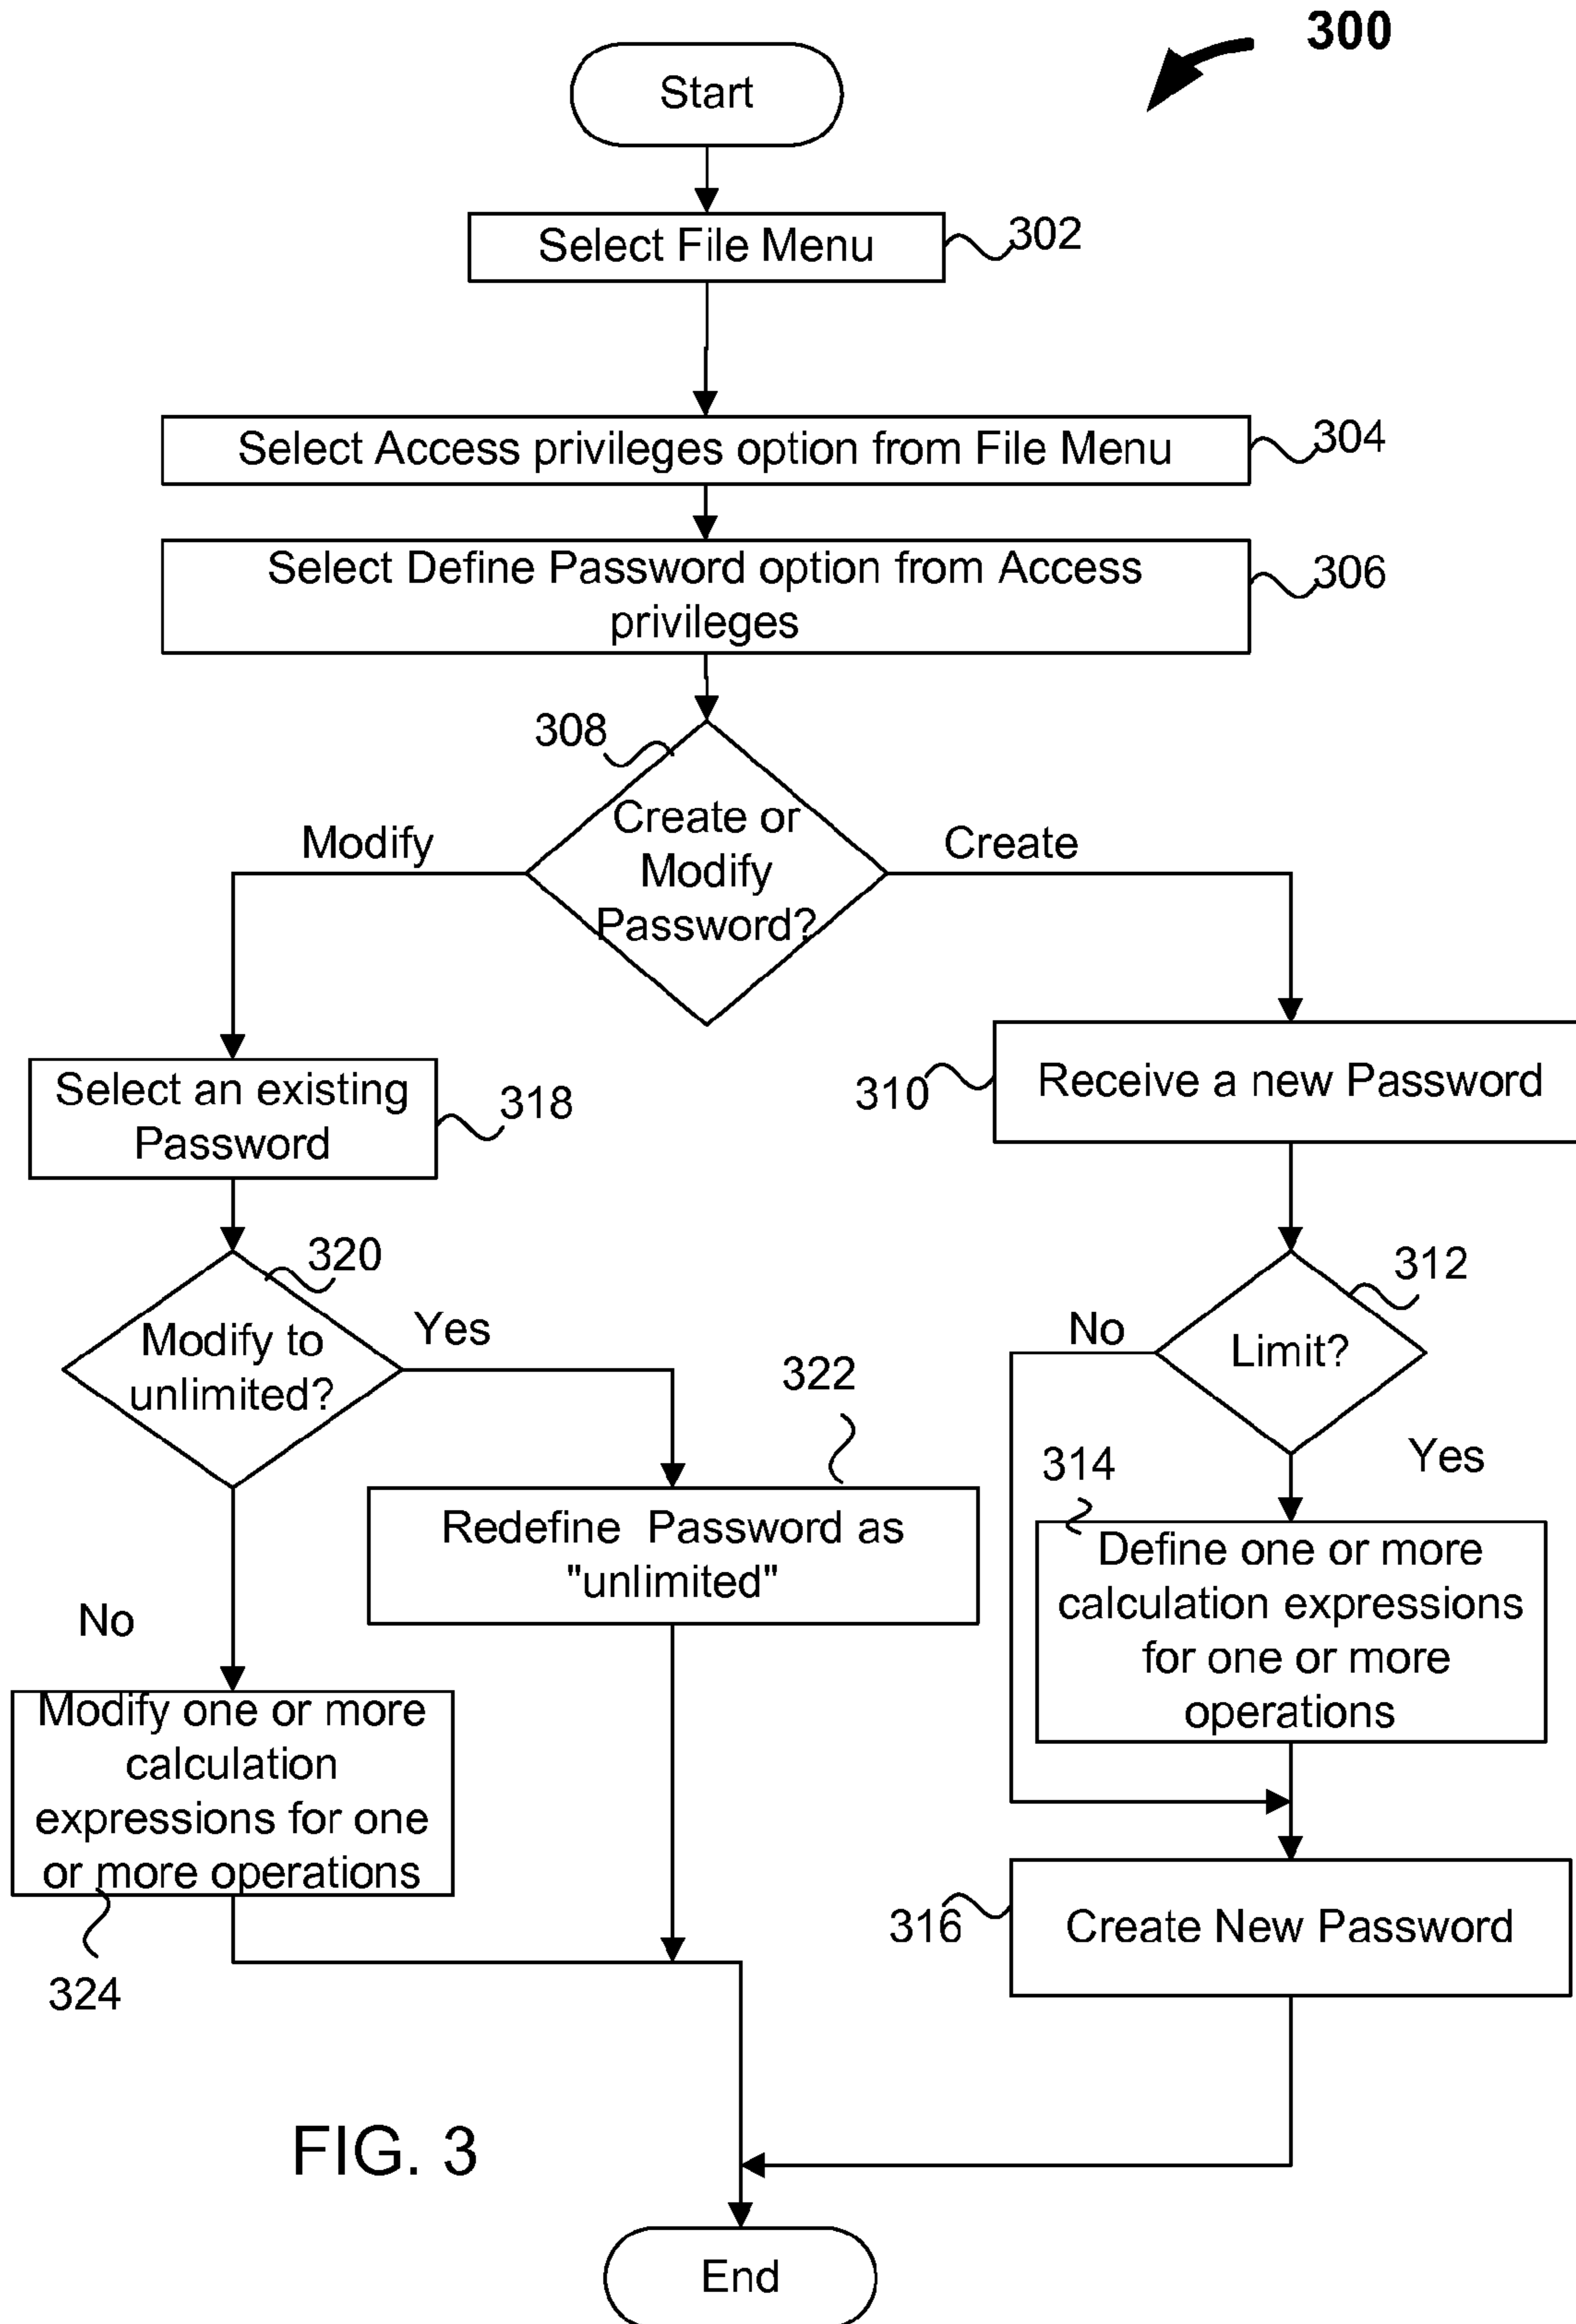 300
Start
Select File Menu
302
Select Access privileges option from File Menu
304
Select Define Password option from Access
privileges
306
308
Create or
Modify
Password?
Modify
Create
Select an existing
Password
318
310
Receive a new Password
320
Modify to
unlimited?
Yes
312
Limit?
No
Yes
322
Redefine Password as
"unlimited"
314
Define one or more
calculation expressions
for one or more
operations
No
Modify one or more
calculation
expressions for one
or more operations
324
316
Create New Password
FIG. 3
End